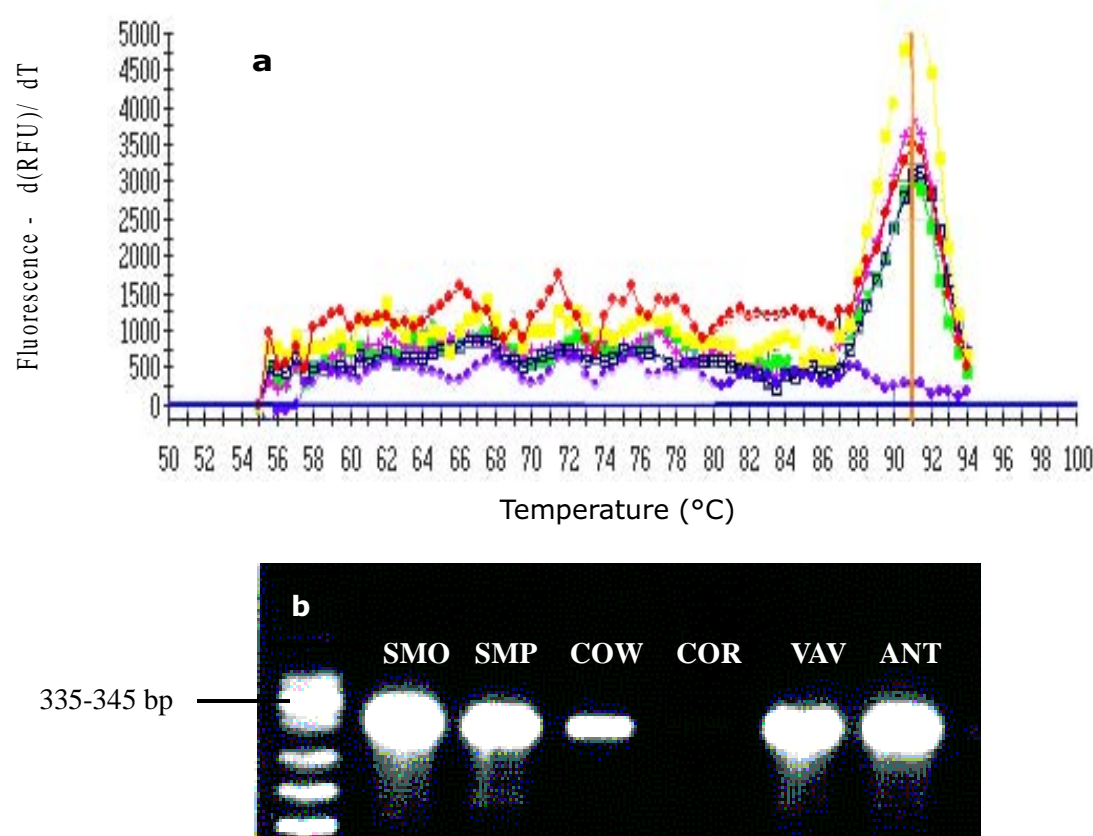 a
Fluorescence - d(RFU)/ dT
5000
4500
4000
3500
3000
2500
2000
1500
1000
500
0
50 52 54 56 58 60 62 64 66 68 70 72 74 76 78 80 82 84 86 88 90 92 94 96 98 100
Temperature (°C)
b
SMO SMP COW COR VAV ANT
335-345 bp